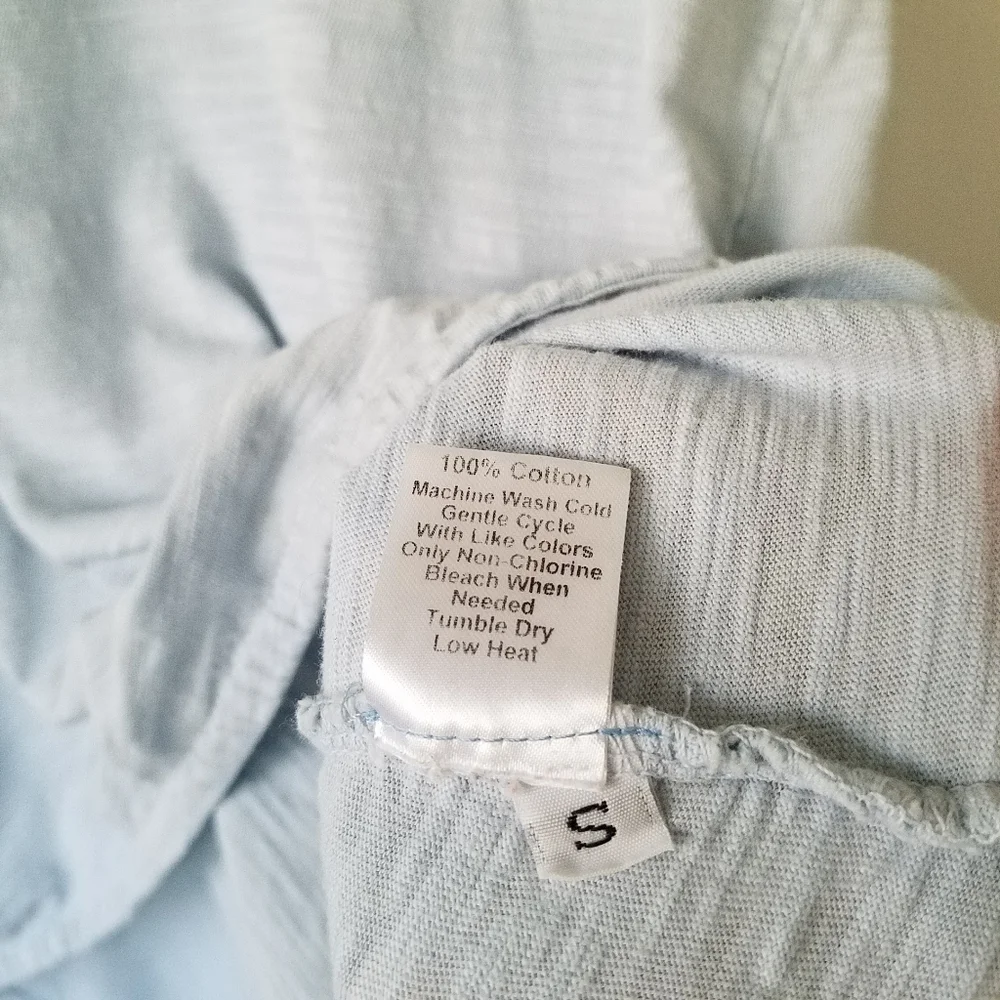 100% Cotton
Machine Wash Cold
Gentle Cycle
With Like Colors
Only Non-Chlorine
Bleach When
Needed
Tumble Dry
Low Heat
S